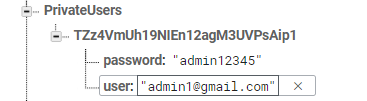 PrivateUsers
TZz4VmUh19NIEn12agM3UVPsAip1
password: "admin12345"
user: "admin1@gmail.com" ×